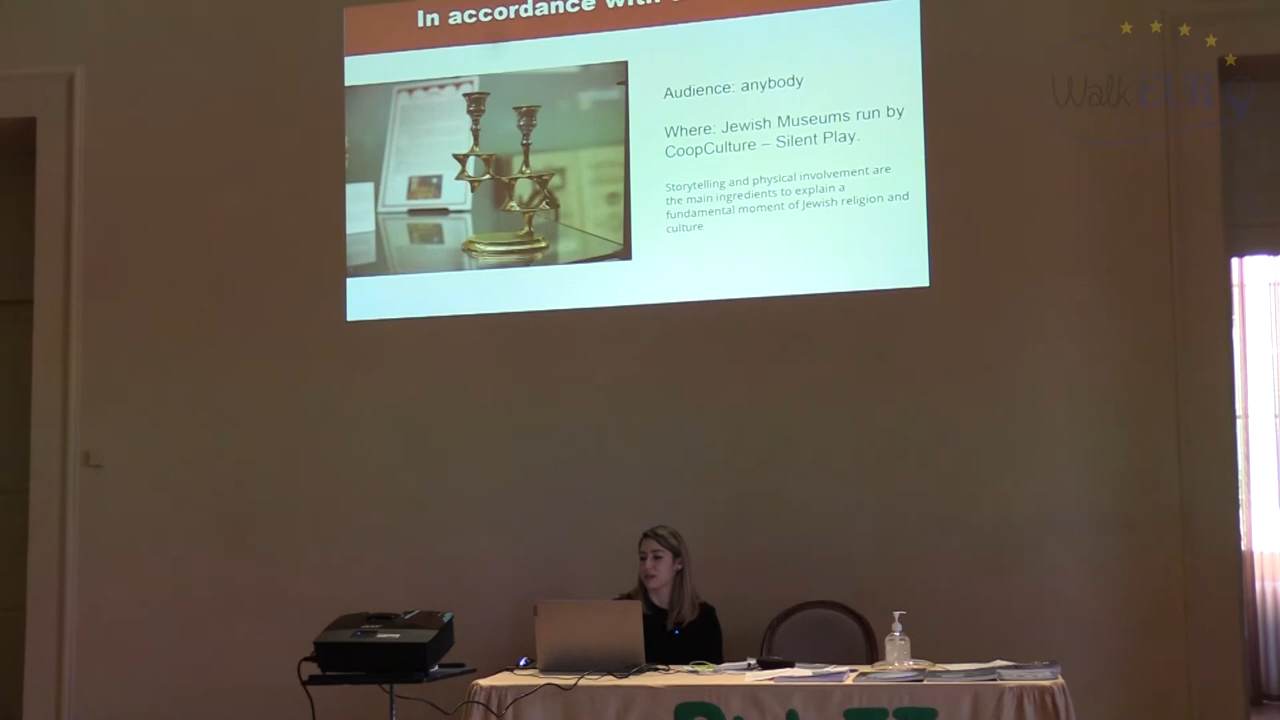 In accordance with
Audience: anybody
Where: Jewish Museums run by
CoopCulture – Silent Play.
Storytelling and physical involvement are
the main ingredients to explain a
fundamental moment of Jewish religion and
culture
Walk